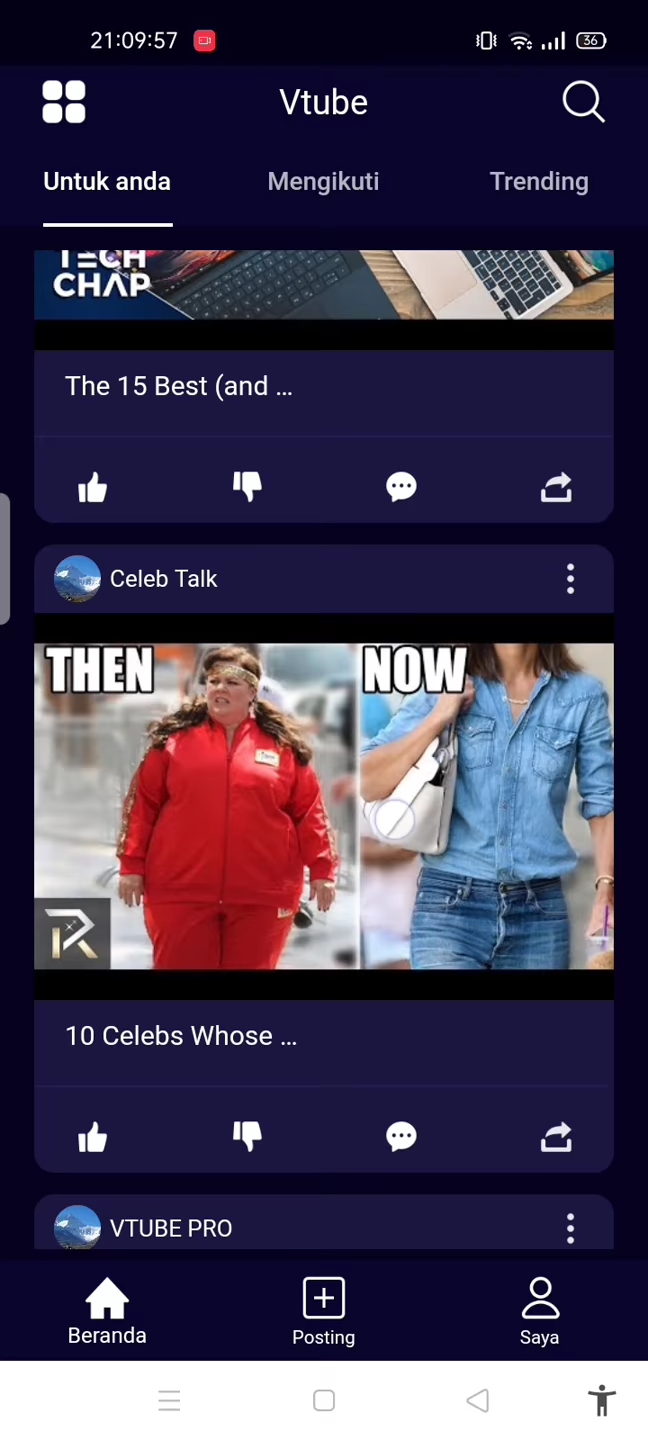 21:09:57
36
Vtube
Untuk anda
Mengikuti
Trending
TECH
CHAP
The 15 Best (and ...
Celeb Talk
THEN
NOW
10 Celebs Whose ...
VTUBE PRO
Beranda
Posting
Saya